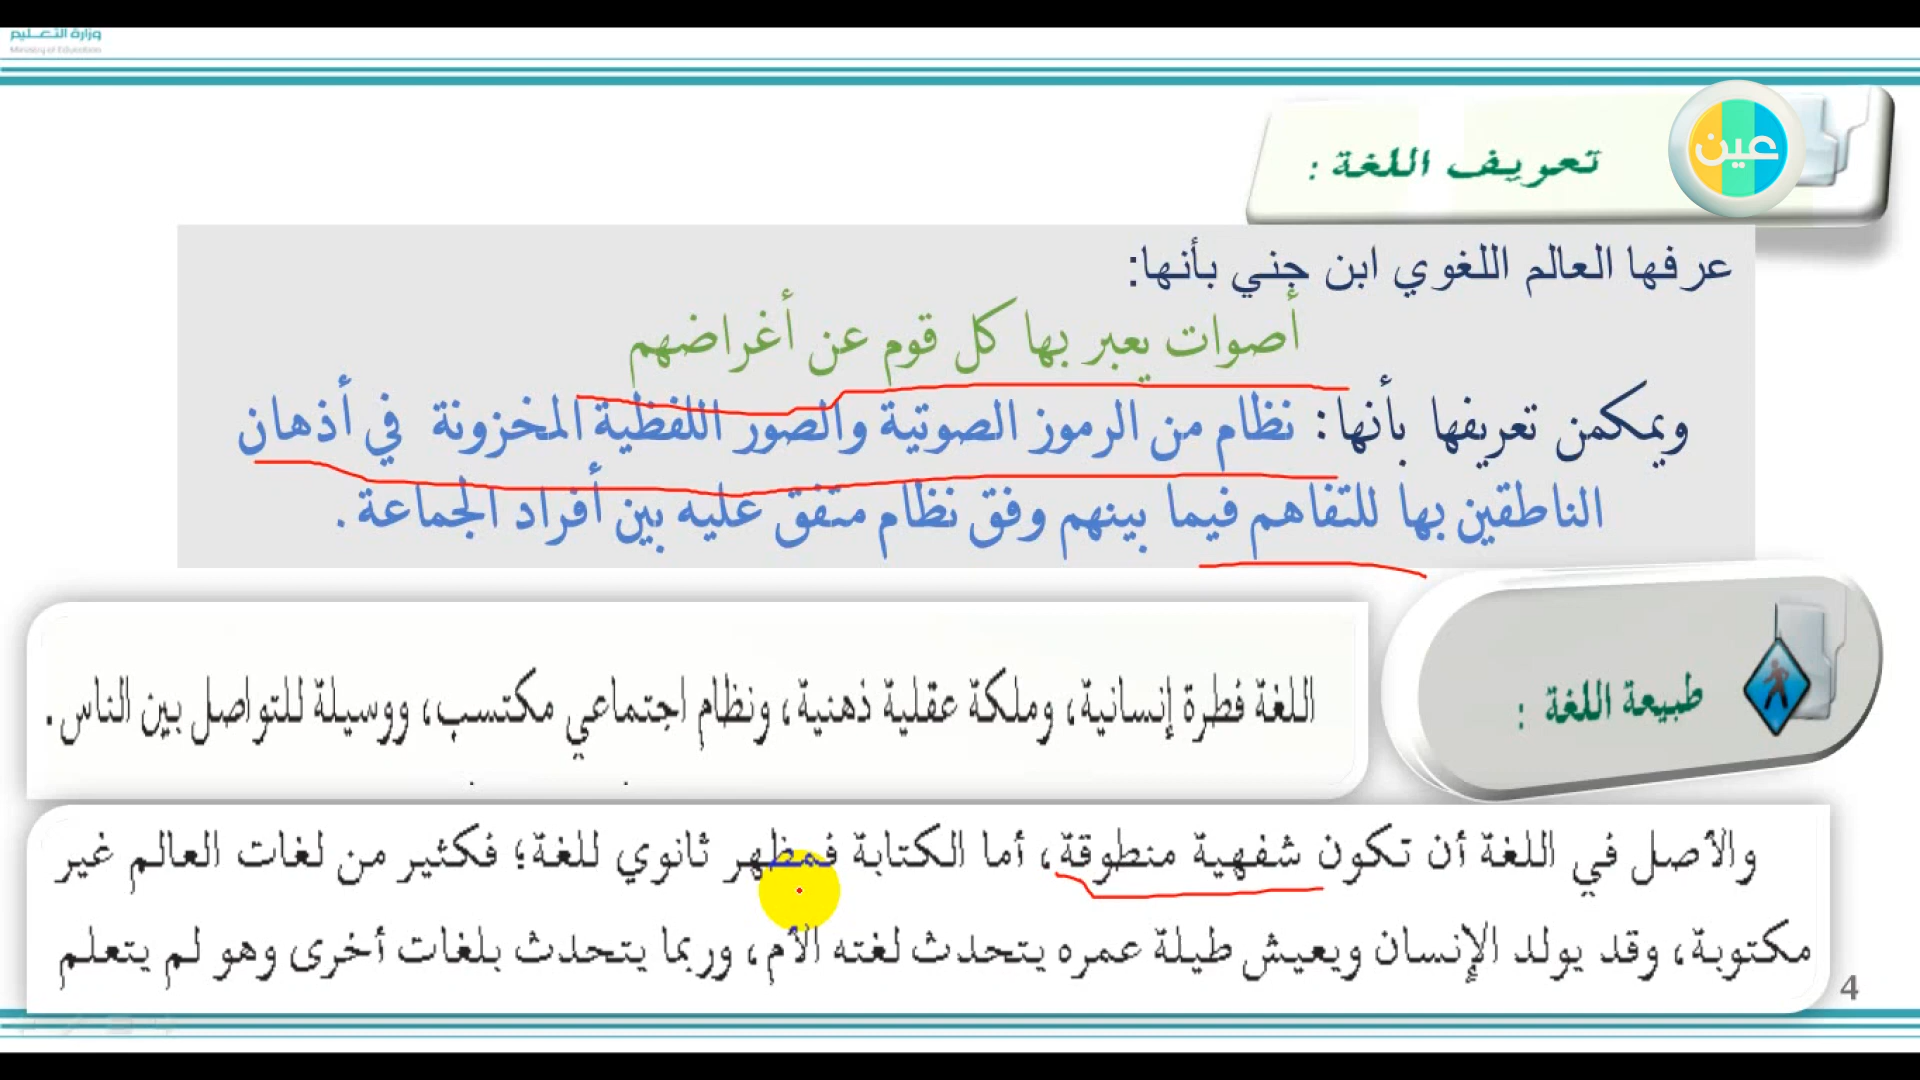 وزارة التعليم
Ministry of Education
عين
تعريف اللغة :
عرفها العالم اللغوي ابن جني بأنها:
أصوات يعبر بها كل قوم عن أغراضهم
ويمكمن تعريفها بأنها: نظام من الرموز الصوتية والصور اللفظية المخزونة في أذهان
الناطقين بها للتفاهم فيما بينهم وفق نظام متفق عليه بين أفراد الجماعة .
طبيعة اللغة :
اللغة فطرة إنسانية، وملكة عقلية ذهنية، ونظام اجتماعي مكتسب، ووسيلة للتواصل بين الناس.
والأصل في اللغة أن تكون شفهية منطوقة، أما الكتابة فمظهر ثانوي للغة؛ فكثير من لغات العالم غير
مكتوبة، وقد يولد الإنسان ويعيش طيلة عمره يتحدث لغته الأم، وربما يتحدث بلغات أخرى وهو لم يتعلم
4